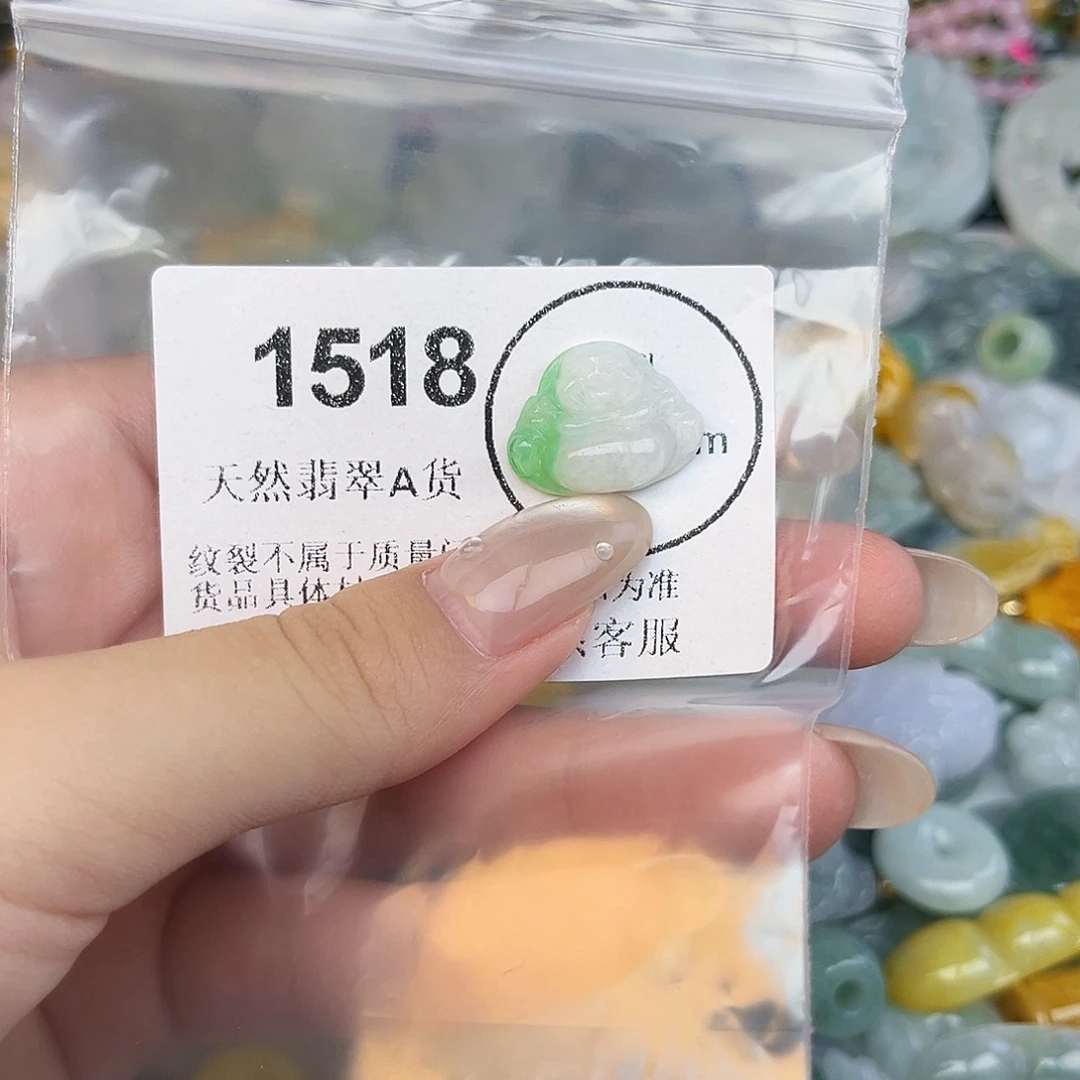 1518
天然翡翠A货
m
纹裂不属于质量
货品具体 为准
客服